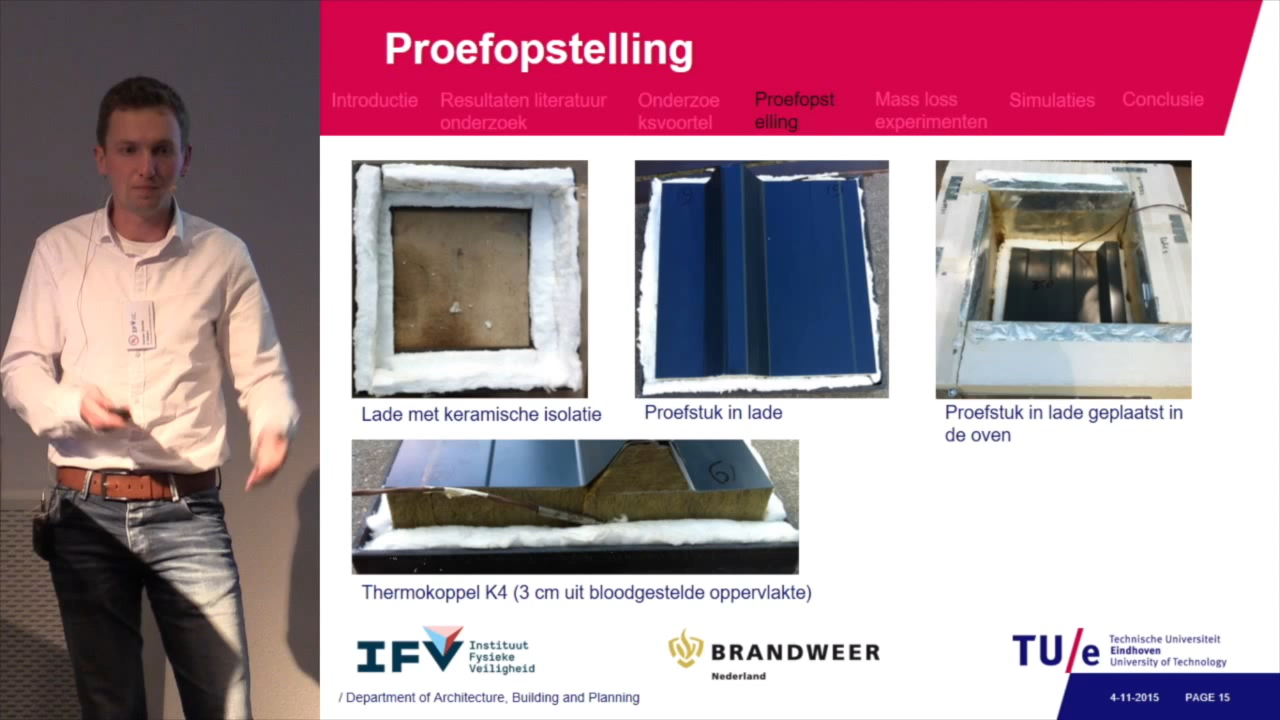 Proefopstelling
Introductie
Resultaten literatuur
onderzoek
Onderzoe
ksvoortel
Proefopst
elling
Mass loss
experimenten
Simulaties
Conclusie
Lade met keramische isolatie
Proefstuk in lade
Proefstuk in lade geplaatst in
de oven
Thermokoppel K4 (3 cm uit bloodgestelde oppervlakte)
IFV
Instituut
Fysieke
Veiligheid
BRANDWEER
Nederland
TU/e
Technische Universiteit
Eindhoven
University of Technology
/ Department of Architecture, Building and Planning
4-11-2015
PAGE 15
IFV